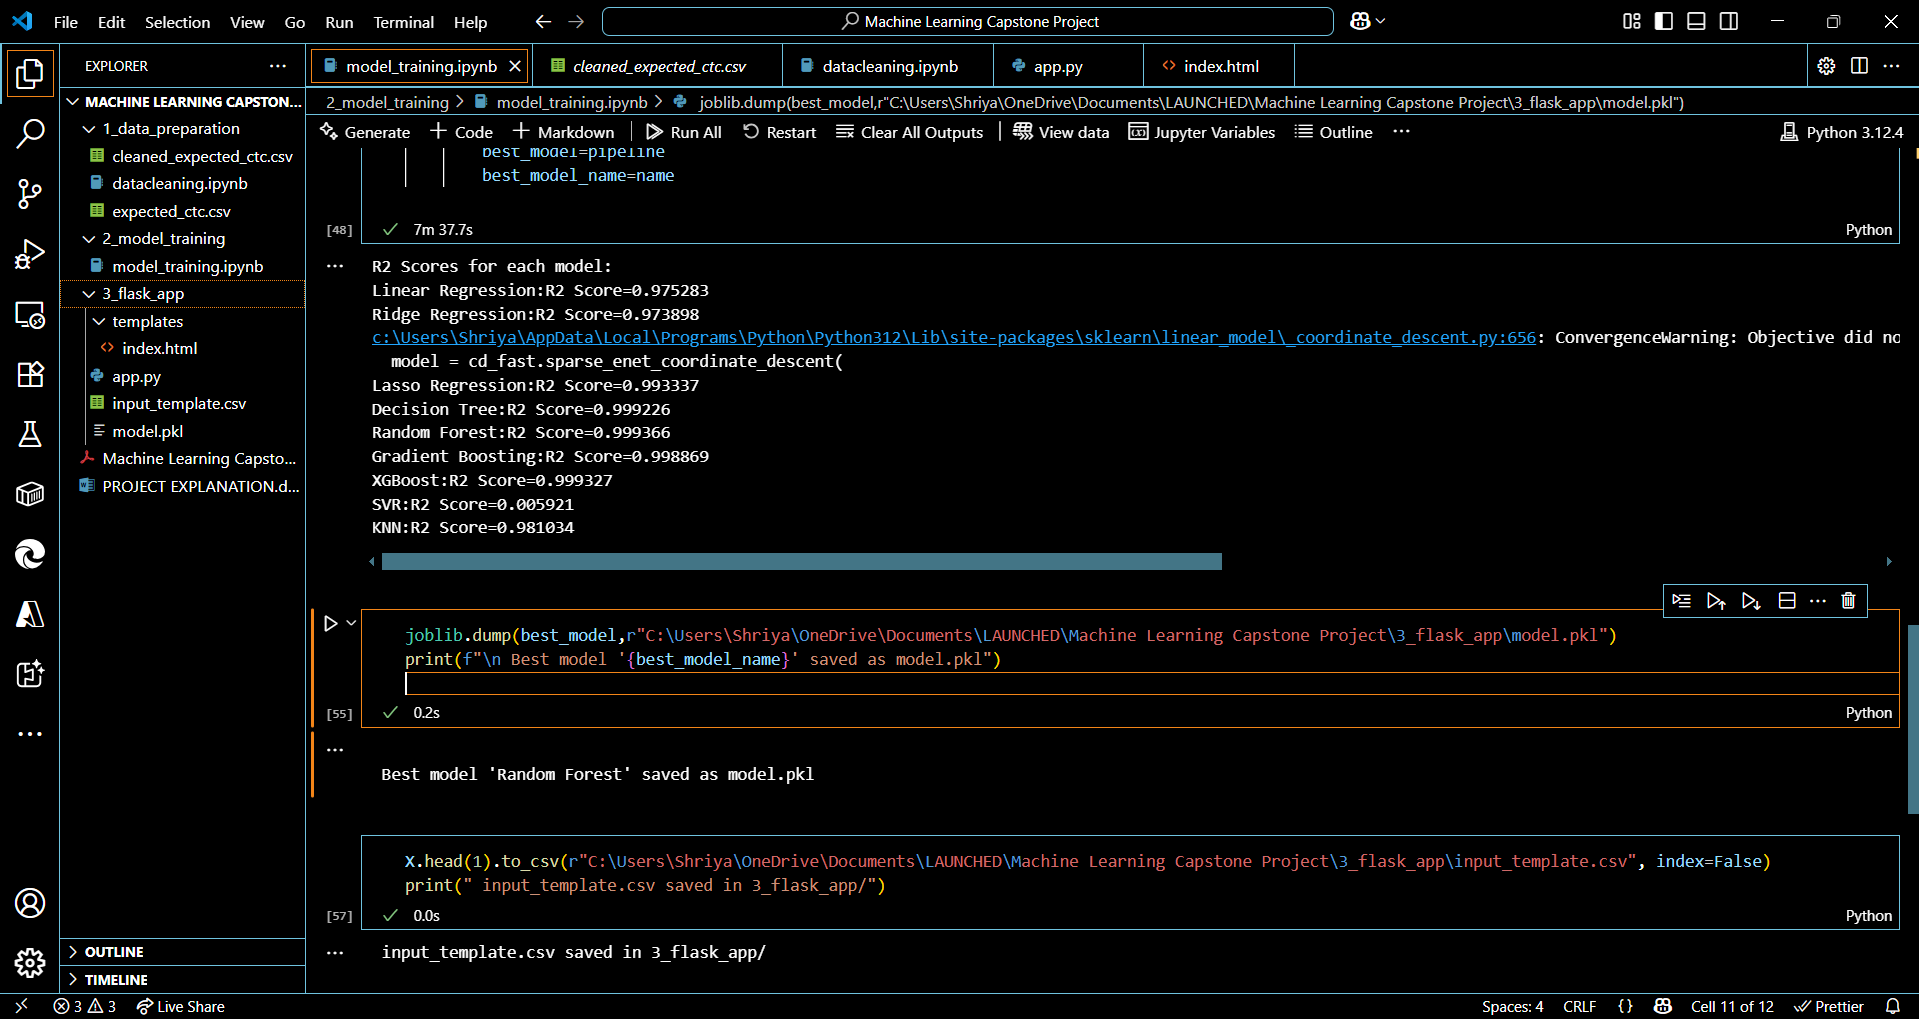 File Edit Selection View Go Run Terminal Help
Machine Learning Capstone Project
EXPLORER
model_training.ipynb cleaned_expected_ctc.csv datacleaning.ipynb app.py index.html
MACHINE LEARNING CAPSTON...
1_data_preparation
cleaned_expected_ctc.csv
datacleaning.ipynb
expected_ctc.csv
2_model_training
model_training.ipynb
3_flask_app
templates
index.html
app.py
input_template.csv
model.pkl
Machine Learning Capsto...
PROJECT EXPLANATION.d...
OUTLINE
TIMELINE
2_model_training > model_training.ipynb > joblib.dump(best_model,r"C:\Users\Shriya\OneDrive\Documents\LAUNCHED\Machine Learning Capstone Project\3_flask_app\model.pkl")
Generate + Code + Markdown Run All Restart Clear All Outputs View data Jupyter Variables Outline ... Python 3.12.4
best_model=pipeline
best_model_name=name
[48] 7m 37.7s Python
R2 Scores for each model:
Linear Regression:R2 Score=0.975283
Ridge Regression:R2 Score=0.973898
c:\Users\Shriya\AppData\Local\Programs\Python\Python312\Lib\site-packages\sklearn\linear_model\_coordinate_descent.py:656: ConvergenceWarning: Objective did no
model = cd_fast.sparse_enet_coordinate_descent(
Lasso Regression:R2 Score=0.993337
Decision Tree:R2 Score=0.999226
Random Forest:R2 Score=0.999366
Gradient Boosting:R2 Score=0.998869
XGBoost:R2 Score=0.999327
SVR:R2 Score=0.005921
KNN:R2 Score=0.981034
joblib.dump(best_model,r"C:\Users\Shriya\OneDrive\Documents\LAUNCHED\Machine Learning Capstone Project\3_flask_app\model.pkl")
print(f"\n Best model '{best_model_name}' saved as model.pkl")
[55] 0.2s Python
Best model 'Random Forest' saved as model.pkl
X.head(1).to_csv(r"C:\Users\Shriya\OneDrive\Documents\LAUNCHED\Machine Learning Capstone Project\3_flask_app\input_template.csv", index=False)
print(" input_template.csv saved in 3_flask_app/")
[57] 0.0s Python
input_template.csv saved in 3_flask_app/
3 3 Live Share Spaces: 4 CRLF {} Cell 11 of 12 Prettier